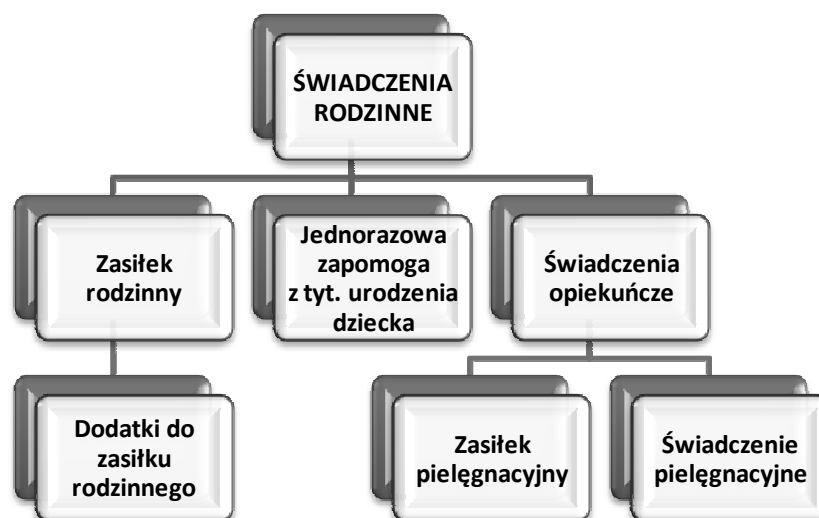 ŚWIADCZENIA
RODZINNE
Zasiłek
rodzinny
Jednorazowa
zapomoga
z tyt. urodzenia
dziecka
Świadczenia
opiekuńcze
Dodatki do
zasiłku
rodzinnego
Zasiłek
pielęgnacyjny
Świadczenie
pielęgnacyjne